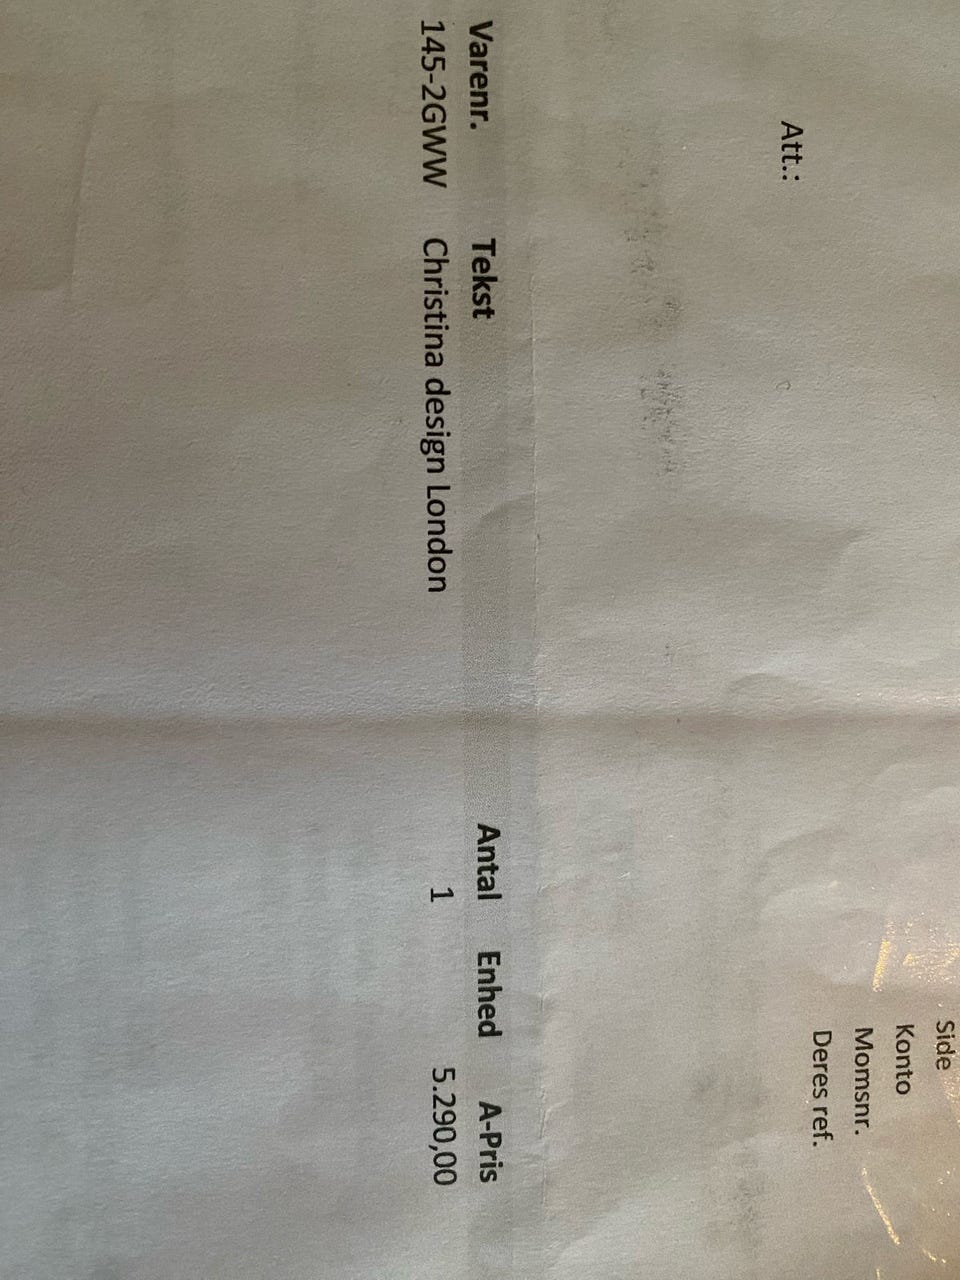 Side
Konto
Momsnr.
Deres ref.
Att.:
Varenr. Tekst Antal Enhed A-Pris
145-2GWW Christina design London 1 5.290,00